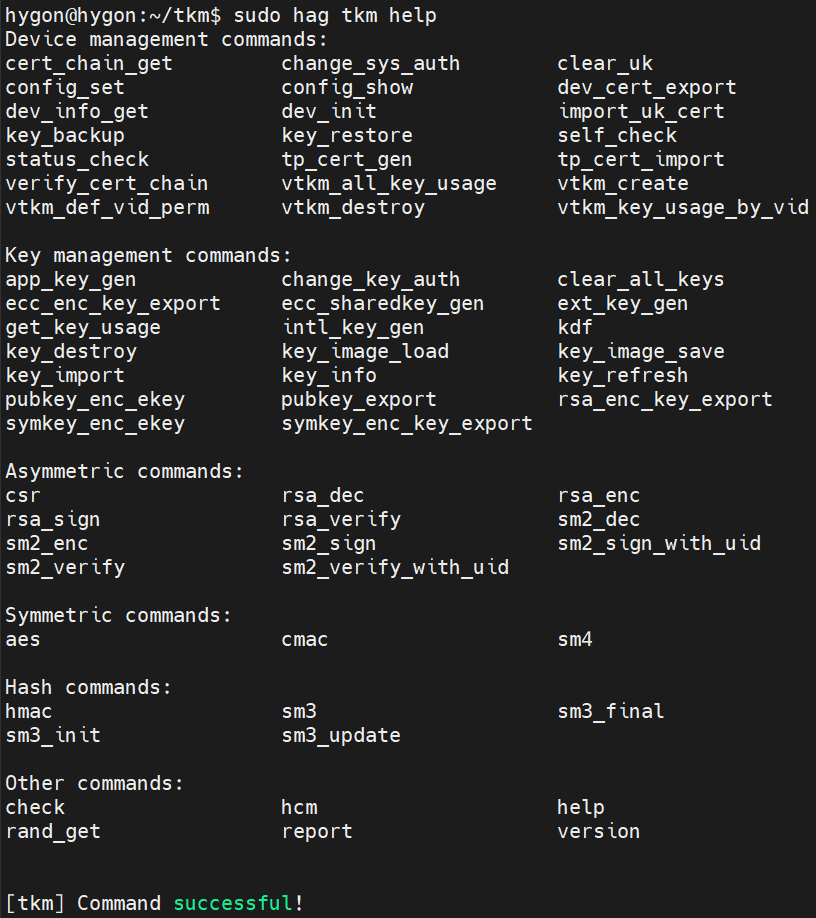 hygon@hygon:~/tkm$ sudo hag tkm help
Device management commands:
cert_chain_get change_sys_auth clear_uk
config_set config_show dev_cert_export
dev_info_get dev_init import_uk_cert
key_backup key_restore self_check
status_check tp_cert_gen tp_cert_import
verify_cert_chain vtkm_all_key_usage vtkm_create
vtkm_def_vid_perm vtkm_destroy vtkm_key_usage_by_vid
Key management commands:
app_key_gen change_key_auth clear_all_keys
ecc_enc_key_export ecc_sharedkey_gen ext_key_gen
get_key_usage intl_key_gen kdf
key_destroy key_image_load key_image_save
key_import key_info key_refresh
pubkey_enc_ekey pubkey_export rsa_enc_key_export
symkey_enc_ekey symkey_enc_key_export
Asymmetric commands:
csr rsa_dec rsa_enc
rsa_sign rsa_verify sm2_dec
sm2_enc sm2_sign sm2_sign_with_uid
sm2_verify sm2_verify_with_uid
Symmetric commands:
aes cmac sm4
Hash commands:
hmac sm3 sm3_final
sm3_init sm3_update
Other commands:
check hcm help
rand_get report version
[tkm] Command successful!